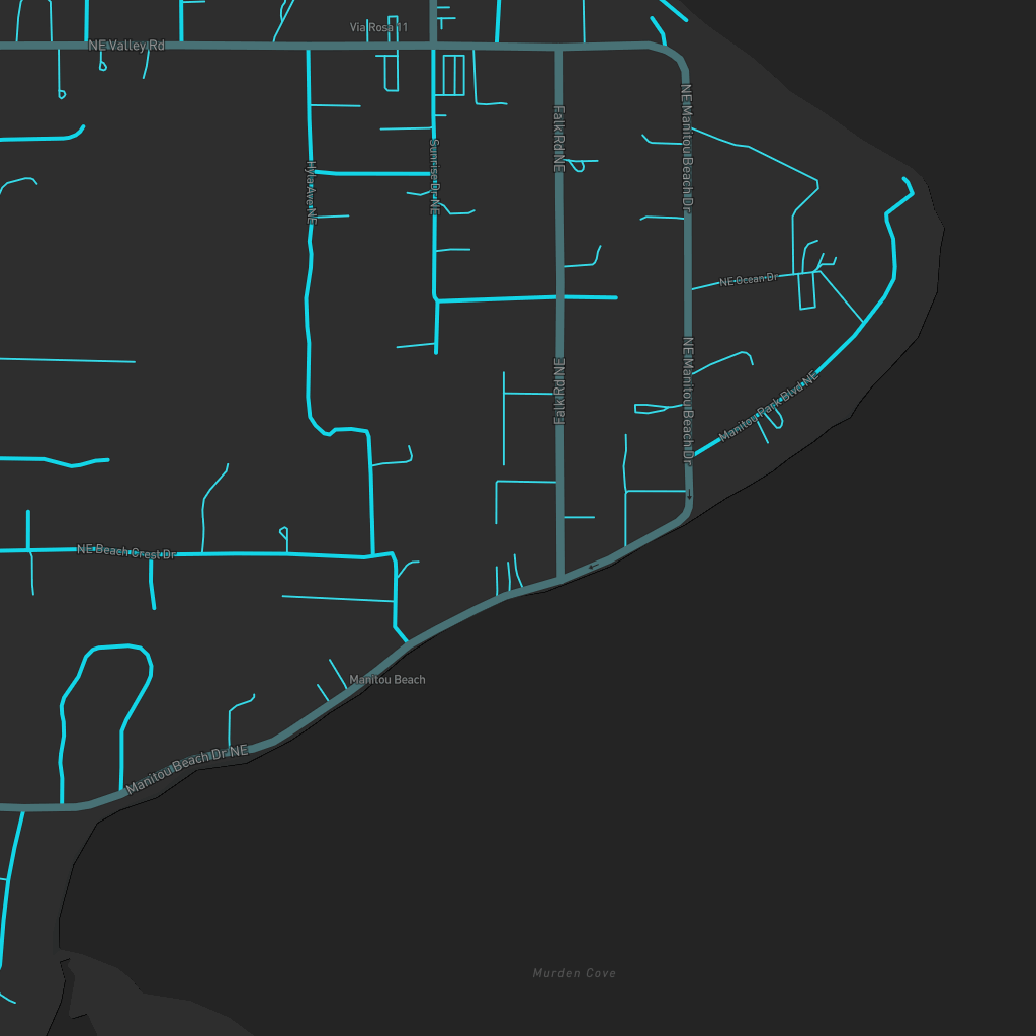 Via Rosa 11
NE Valley Rd
NE Manitou Beach Dr
Falk Rd NE
Sunrise Dr NE
Hyla Ave NE
NE Ocean Dr
NE Manitou Beach Dr
Falk Rd NE
Manitou Park Blvd NE
NE Beach Crest Dr
Manitou Beach
Manitou Beach Dr NE
Murden Cove